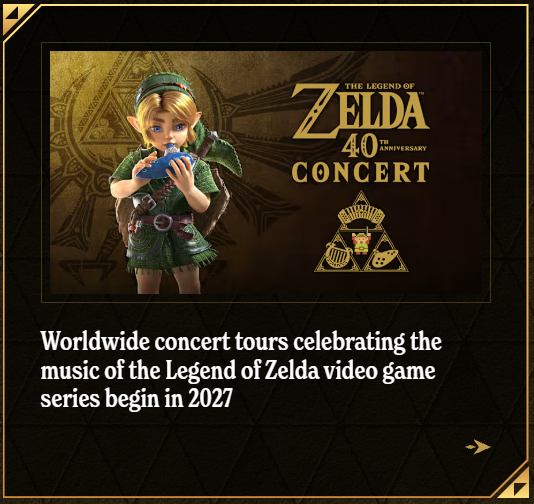 THE LEGEND OF
ZELDA™
40TH
ANNIVERSARY
CONCERT
Worldwide concert tours celebrating the
music of the Legend of Zelda video game
series begin in 2027